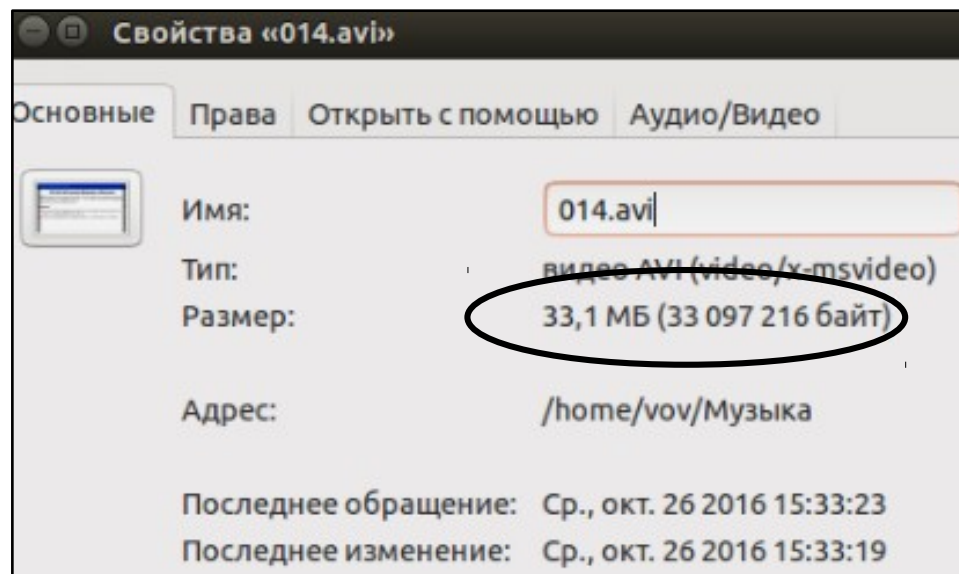 Свойства «014.avi»
Основные Права Открыть с помощью Аудио/Видео
Имя: 014.avi
Тип: видео AVI (video/x-msvideo)
Размер: 33,1 МБ (33 097 216 байт)
Адрес: /home/vov/Музыка
Последнее обращение: Ср., окт. 26 2016 15:33:23
Последнее изменение: Ср., окт. 26 2016 15:33:19